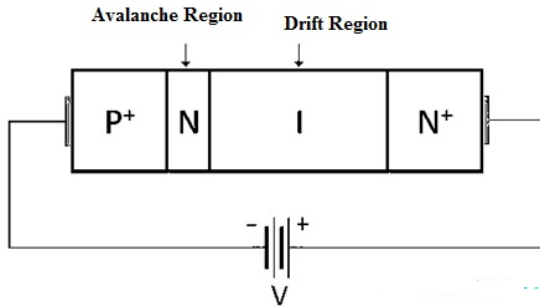 Avalanche Region
Drift Region
P+ N I N+
- +
V